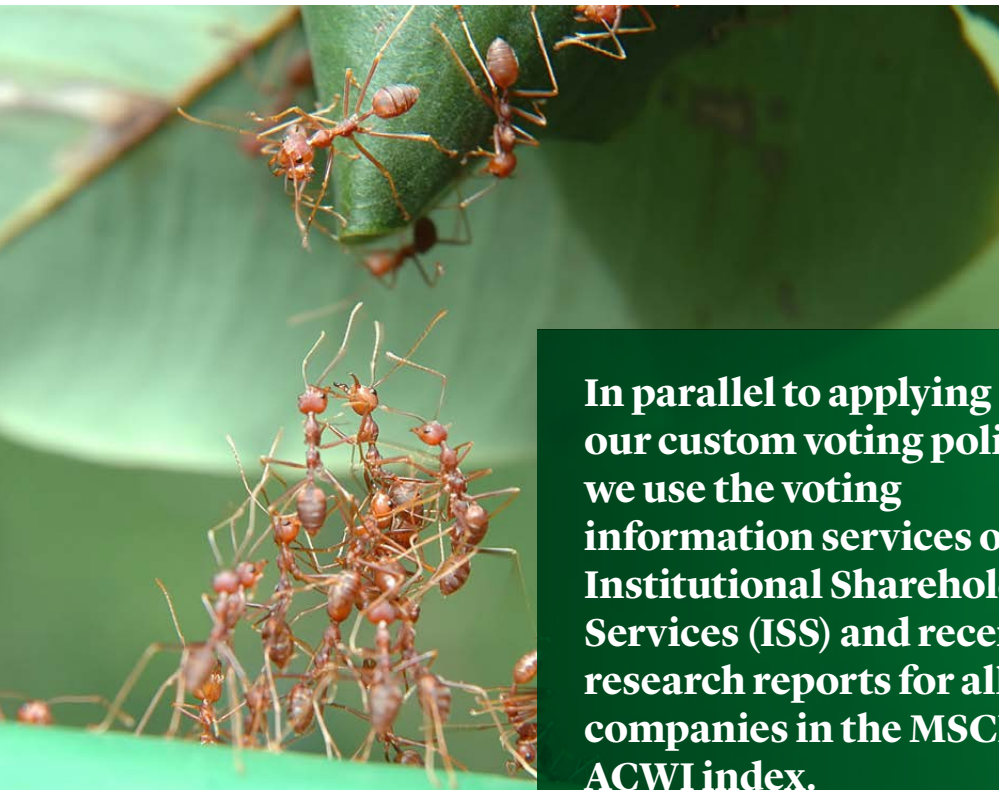 In parallel to applying
our custom voting
we use the voting
information services
Institutional
Services (ISS) and
research reports for
companies in the
ACWI index.